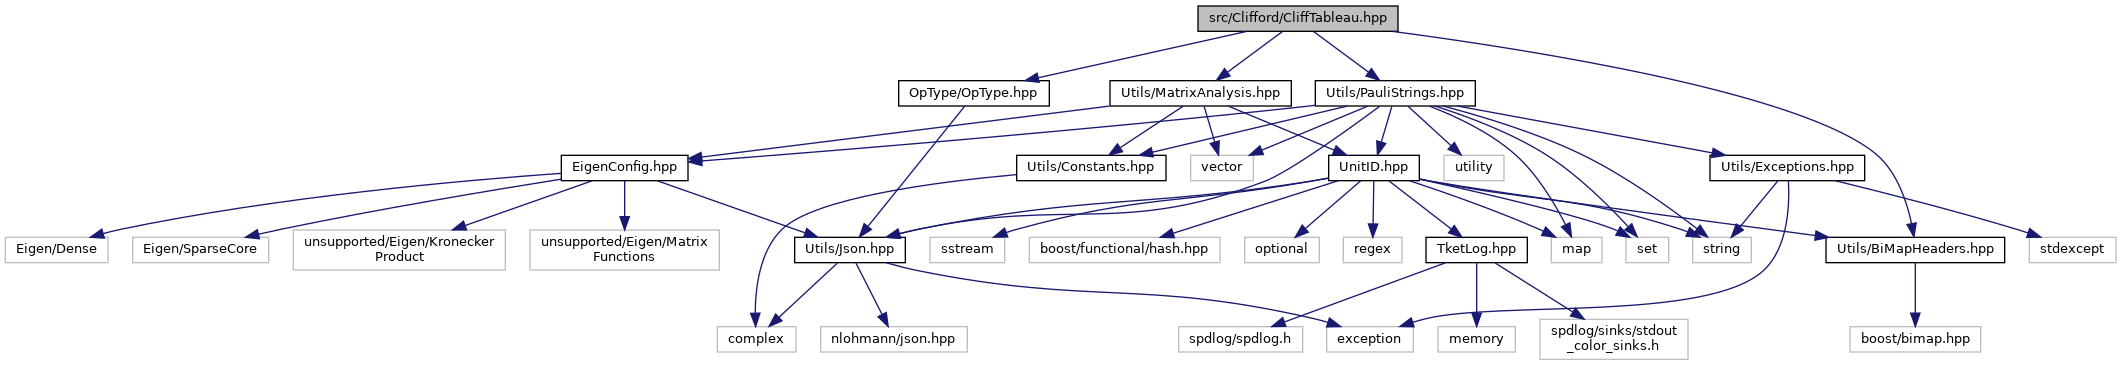 src/Clifford/CliffTableau.hpp
OpType/OpType.hpp
Utils/MatrixAnalysis.hpp
Utils/PauliStrings.hpp
EigenConfig.hpp
Utils/Constants.hpp
vector
UnitID.hpp
utility
Utils/Exceptions.hpp
Eigen/Dense
Eigen/SparseCore
unsupported/Eigen/Kronecker
Product
unsupported/Eigen/Matrix
Functions
Utils/Json.hpp
sstream
boost/functional/hash.hpp
optional
regex
TketLog.hpp
map
set
string
Utils/BiMapHeaders.hpp
stdexcept
complex
nlohmann/json.hpp
spdlog/spdlog.h
exception
memory
spdlog/sinks/stdout
_color_sinks.h
boost/bimap.hpp